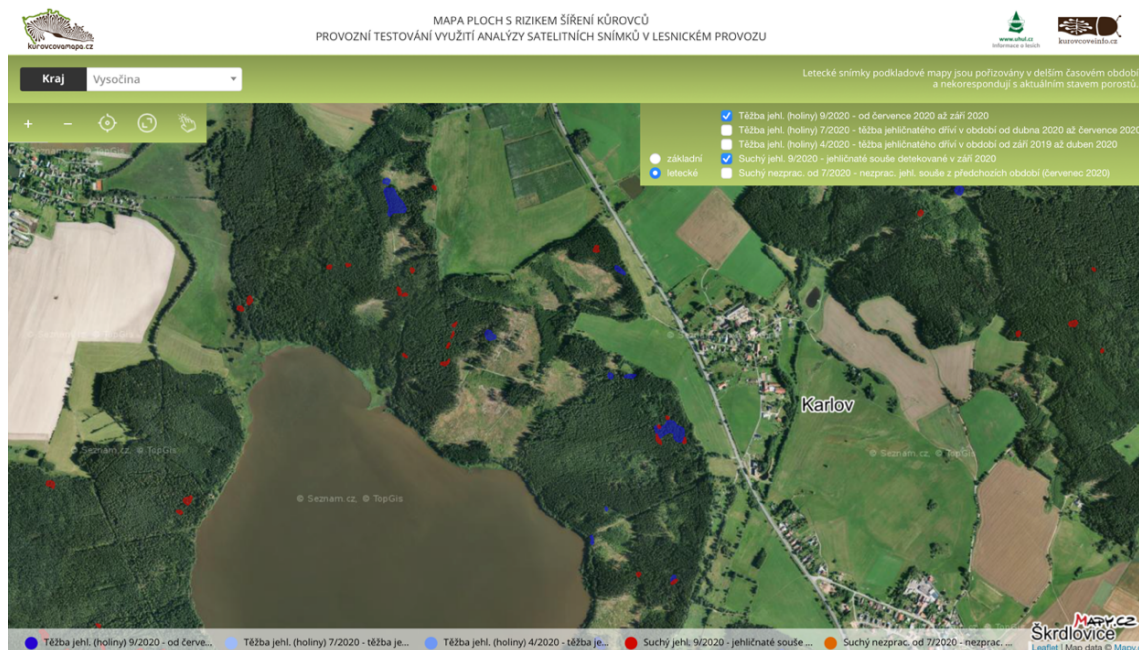 kurovcovamapa.cz
MAPA PLOCH S RIZIKEM ŠÍŘENÍ KŮROVCŮ
PROVOZNÍ TESTOVÁNÍ VYUŽITÍ ANALÝZY SATELITNÍCH SNÍMKŮ V LESNICKÉM PROVOZU
www.uhul.cz
Informace o lesích
kurovcoveinfo.cz
Kraj
Vysočina
Letecké snímky podkladové mapy jsou pořizovány v delším časovém období
a nekorespondují s aktuálním stavem porostů.
+
−
základní
letecké
Těžba jehl. (holiny) 9/2020 - od července 2020 až září 2020
Těžba jehl. (holiny) 7/2020 - těžba jehličnatého dříví v období od dubna 2020 až července 2020
Těžba jehl. (holiny) 4/2020 - těžba jehličnatého dříví v období od září 2019 až duben 2020
Suchý jehl. 9/2020 - jehličnaté souše detekované v září 2020
Suchý nezprac. od 7/2020 - nezprac. jehl. souše z předchozích období (červenec 2020)
Karlov
© Seznam.cz, © TopGis
© Seznam.cz, © TopGis
© Seznam.cz, © TopGis
Mapy.cz
Škrdlovice
Těžba jehl. (holiny) 9/2020 - od červe...
Těžba jehl. (holiny) 7/2020 - těžba je...
Těžba jehl. (holiny) 4/2020 - těžba je...
Suchý jehl. 9/2020 - jehličnaté souše ...
Suchý nezprac. od 7/2020 - nezprac. ...
Leaflet | Map data © Mapy.